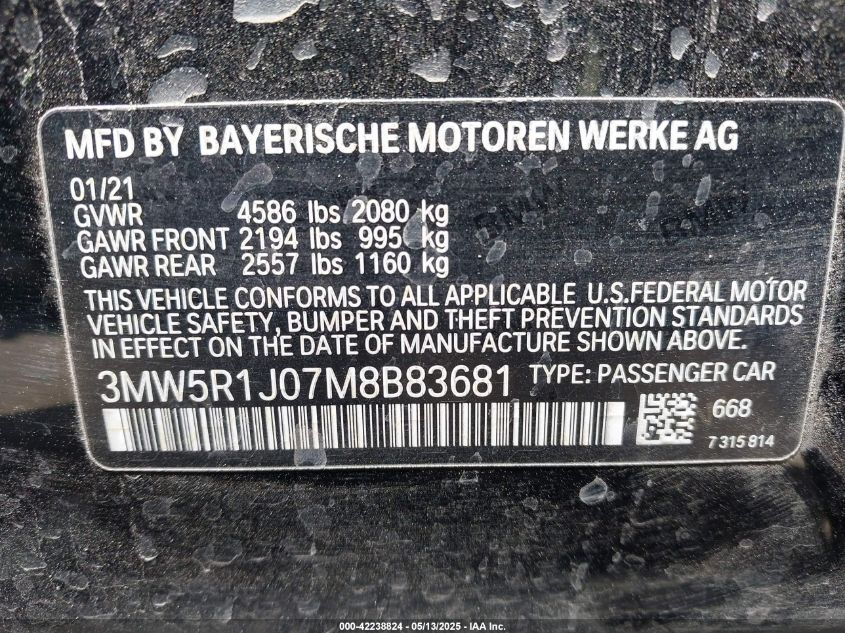 MFD BY BAYERISCHE MOTOREN WERKE AG
01/21
GVWR 4586 lbs 2080 kg
GAWR FRONT 2194 lbs 995 kg
GAWR REAR 2557 lbs 1160 kg
THIS VEHICLE CONFORMS TO ALL APPLICABLE U.S.FEDERAL MOTOR
VEHICLE SAFETY, BUMPER AND THEFT PREVENTION STANDARDS
IN EFFECT ON THE DATE OF MANUFACTURE SHOWN ABOVE.
3MW5R1J07M8B83681 TYPE: PASSENGER CAR
668
7 315 814
000-42238824 - 05/13/2025 - IAA Inc.